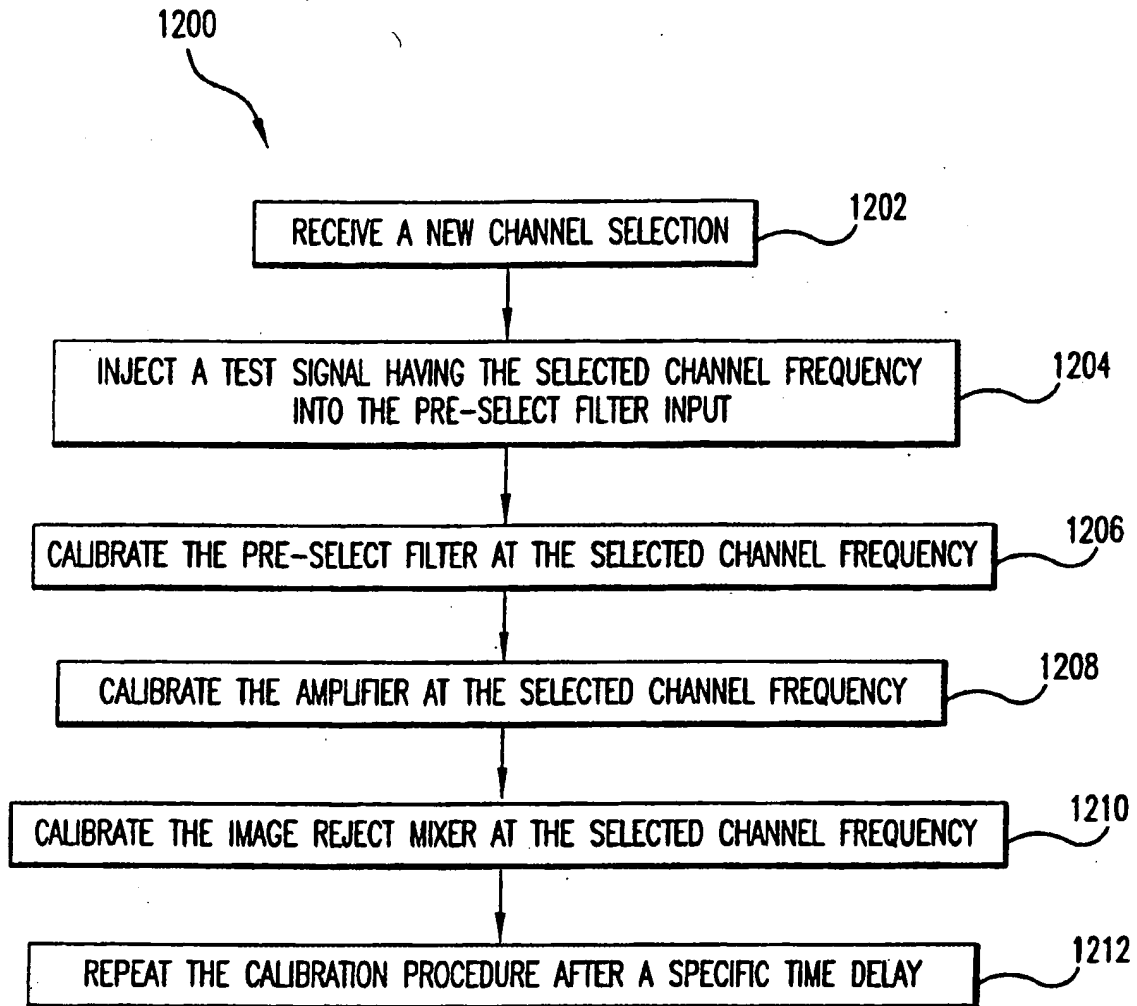 1200
RECEIVE A NEW CHANNEL SELECTION
1202
INJECT A TEST SIGNAL HAVING THE SELECTED CHANNEL FREQUENCY
INTO THE PRE-SELECT FILTER INPUT
1204
CALIBRATE THE PRE-SELECT FILTER AT THE SELECTED CHANNEL FREQUENCY
1206
CALIBRATE THE AMPLIFIER AT THE SELECTED CHANNEL FREQUENCY
1208
CALIBRATE THE IMAGE REJECT MIXER AT THE SELECTED CHANNEL FREQUENCY
1210
REPEAT THE CALIBRATION PROCEDURE AFTER A SPECIFIC TIME DELAY
1212